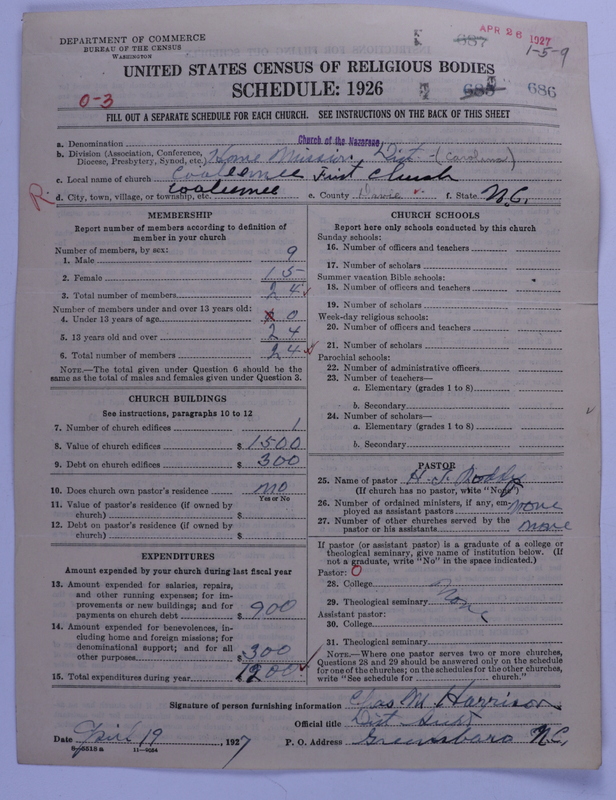 DEPARTMENT OF COMMERCE
BUREAU OF THE CENSUS
WASHINGTON
687
APR 26 1927
1-5-9
UNITED STATES CENSUS OF RELIGIOUS BODIES
SCHEDULE: 1926
0-3
686
FILL OUT A SEPARATE SCHEDULE FOR EACH CHURCH. SEE INSTRUCTIONS ON THE BACK OF THIS SHEET
a. Denomination Church of the Nazarene
b. Division (Association, Conference, Diocese, Presbytery, Synod, etc.) Home Mission Dist - (Carolina)
c. Local name of church Cooleemee First Church
R.
d. City, town, village, or township, etc. Cooleemee e. County Davie f. State N.C.
MEMBERSHIP
Report number of members according to definition of member in your church
Number of members, by sex:
1. Male 9
2. Female 15
3. Total number of members 24
Number of members under and over 13 years old:
4. Under 13 years of age 0
5. 13 years old and over 24
6. Total number of members 24
NOTE.—The total given under Question 6 should be the same as the total of males and females given under Question 3.
CHURCH BUILDINGS
See instructions, paragraphs 10 to 12
7. Number of church edifices 1
8. Value of church edifices $ 1500
9. Debt on church edifices $ 300
10. Does church own pastor's residence no
Yes or No
11. Value of pastor's residence (if owned by church) $
12. Debt on pastor's residence (if owned by church) $
EXPENDITURES
Amount expended by your church during last fiscal year
13. Amount expended for salaries, repairs, and other running expenses; for improvements or new buildings; and for payments on church debt $ 900
14. Amount expended for benevolences, including home and foreign missions; for denominational support; and for all other purposes $ 300
15. Total expenditures during year 1200
CHURCH SCHOOLS
Report here only schools conducted by this church
Sunday schools:
16. Number of officers and teachers
17. Number of scholars
Summer vacation Bible schools:
18. Number of officers and teachers
19. Number of scholars
Week-day religious schools:
20. Number of officers and teachers
21. Number of scholars
Parochial schools:
22. Number of administrative officers
23. Number of teachers—
a. Elementary (grades 1 to 8)
b. Secondary
24. Number of scholars—
a. Elementary (grades 1 to 8)
b. Secondary
PASTOR
25. Name of pastor H. J.
(If church has no pastor, write "No")
26. Number of ordained ministers, if any, employed as assistant pastors none
27. Number of other churches served by the pastor or his assistants none
If pastor (or assistant pastor) is a graduate of a college or theological seminary, give name of institution below. (If not a graduate, write "No" in the space indicated.)
Pastor: 0
28. College
29. Theological seminary None
Assistant pastor:
30. College
31. Theological seminary
NOTE.—Where one pastor serves two or more churches, Questions 28 and 29 should be answered only on the schedule for one of the churches; on the schedules for the other churches, write "See schedule for church."
Signature of person furnishing information Chas M Harrison
Official title Dist Supt
Date April 19, 1927 P. O. Address Greensboro N.C.
8-5518 a 11-9054